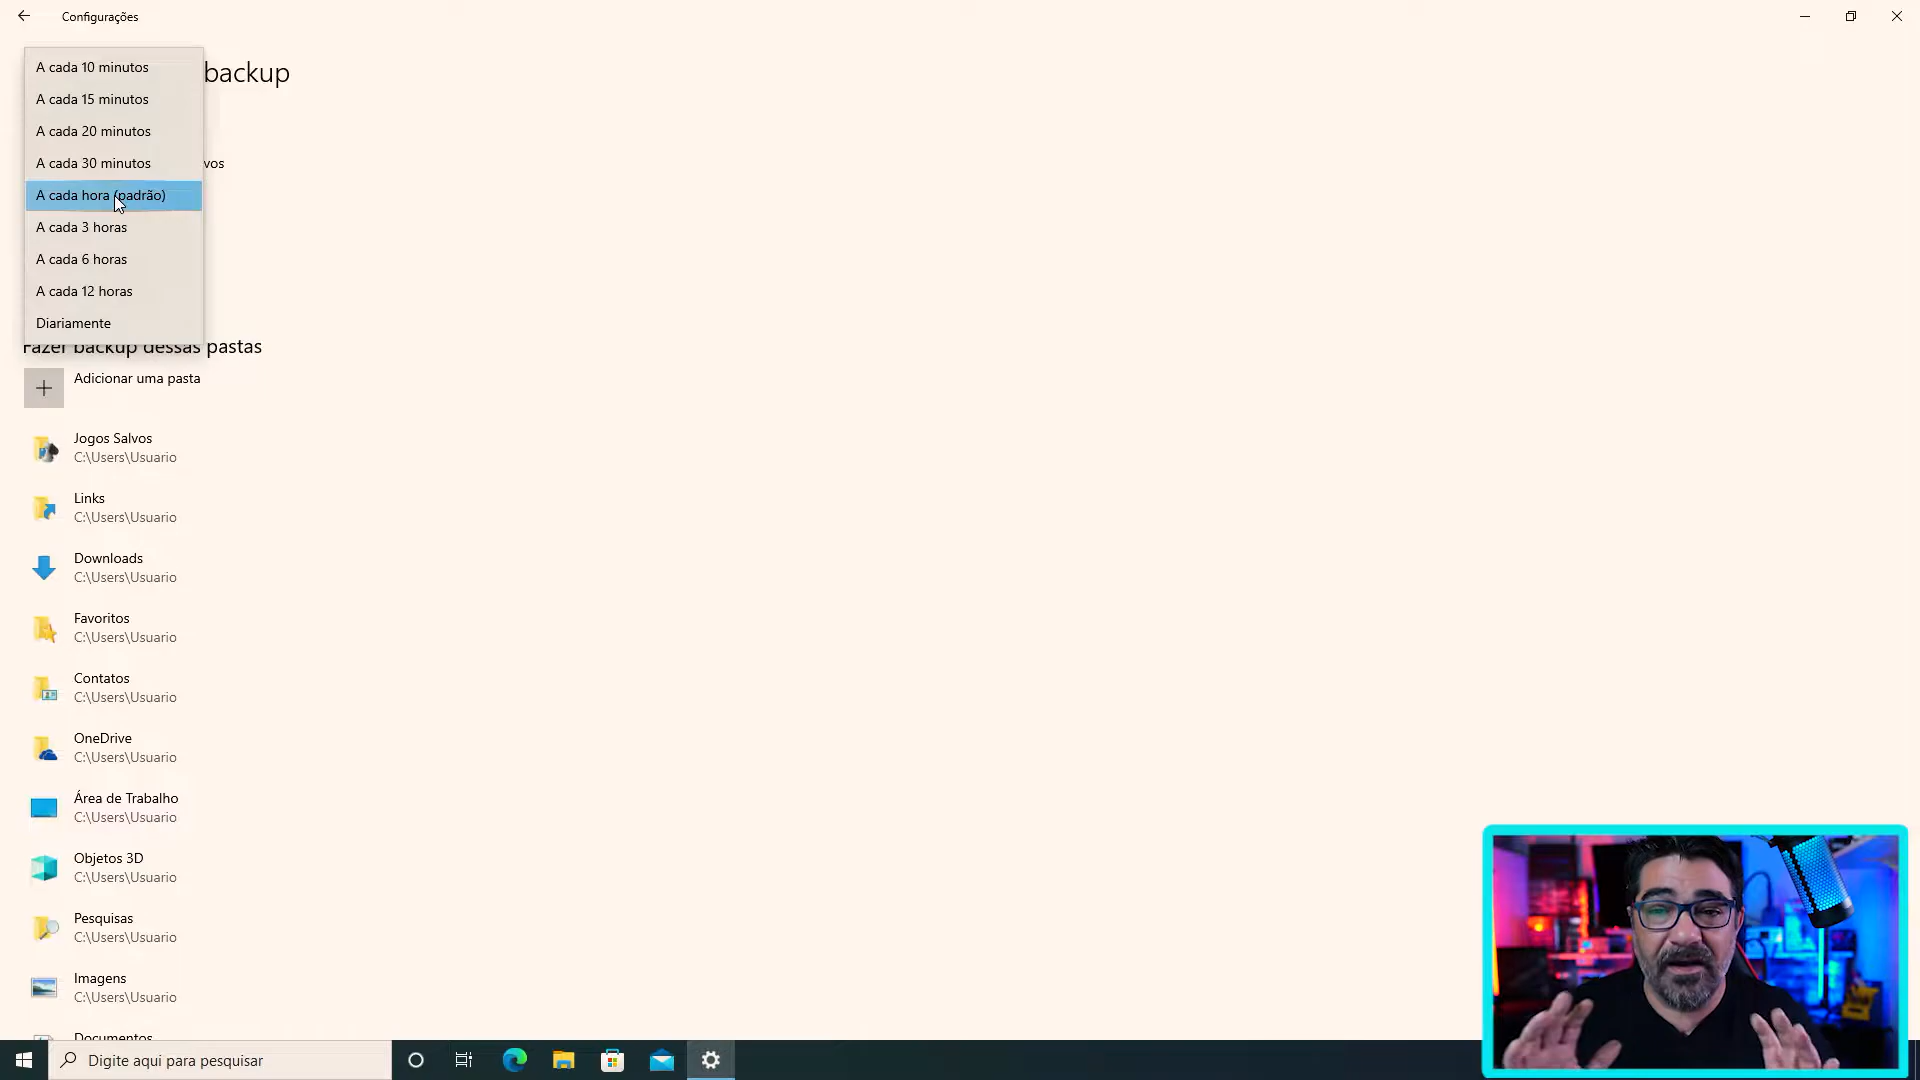 Configurações
backup
A cada 10 minutos
A cada 15 minutos
A cada 20 minutos
A cada 30 minutos
vos
A cada hora (padrão)
A cada 3 horas
A cada 6 horas
A cada 12 horas
Diariamente
Fazer backup dessas pastas
Adicionar uma pasta
Jogos Salvos
C:\Users\Usuario
Links
C:\Users\Usuario
Downloads
C:\Users\Usuario
Favoritos
C:\Users\Usuario
Contatos
C:\Users\Usuario
OneDrive
C:\Users\Usuario
Área de Trabalho
C:\Users\Usuario
Objetos 3D
C:\Users\Usuario
Pesquisas
C:\Users\Usuario
Imagens
C:\Users\Usuario
Documentos
Digite aqui para pesquisar